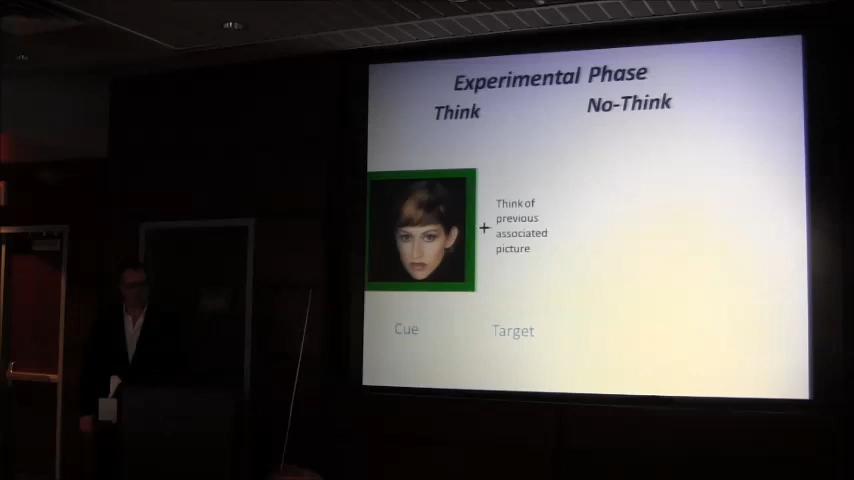 Experimental Phase
Think
No-Think
Think of
previous
associated
picture
+
Cue
Target